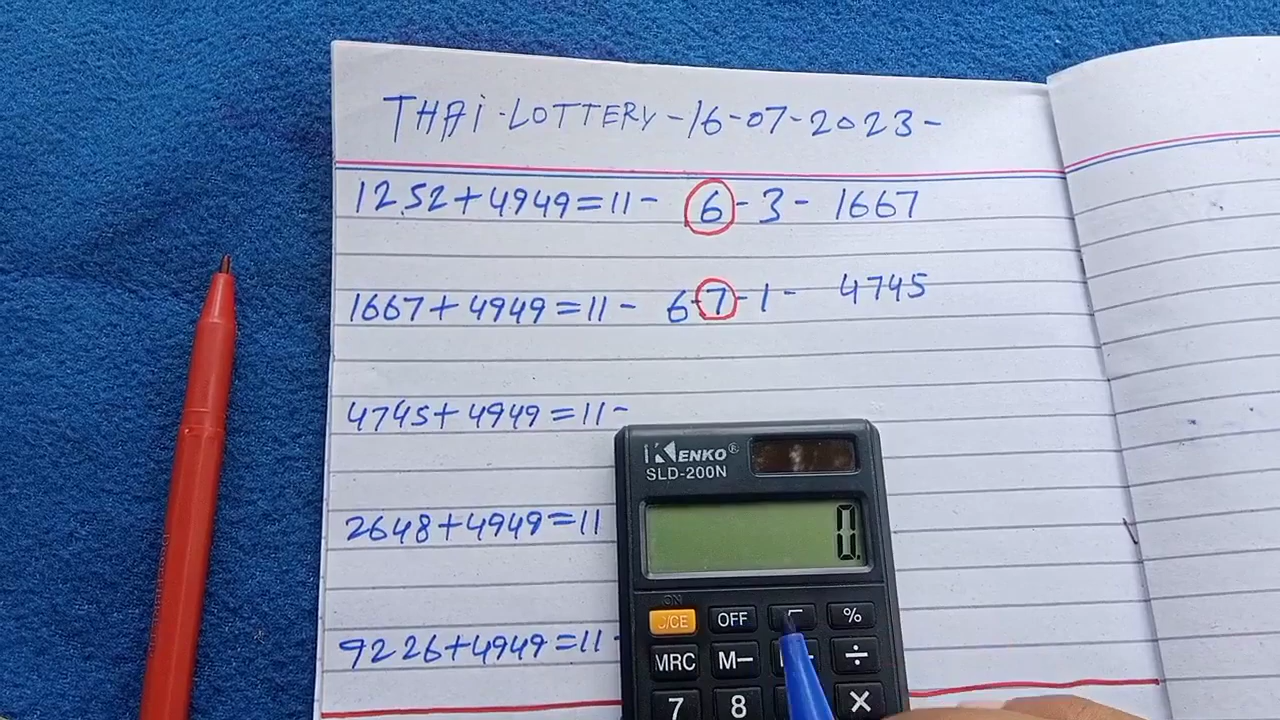 THAI-LOTTERY-16-07-2023-
1252+4949=11- 6-3- 1667
1667+4949=11- 6-7-1- 4745
4745+4949=11-
2648+4949=11
9226+4949=11-
KENKO®
SLD-200N
0.
ON
C/CE OFF %
MRC M– ÷
7 8 ×